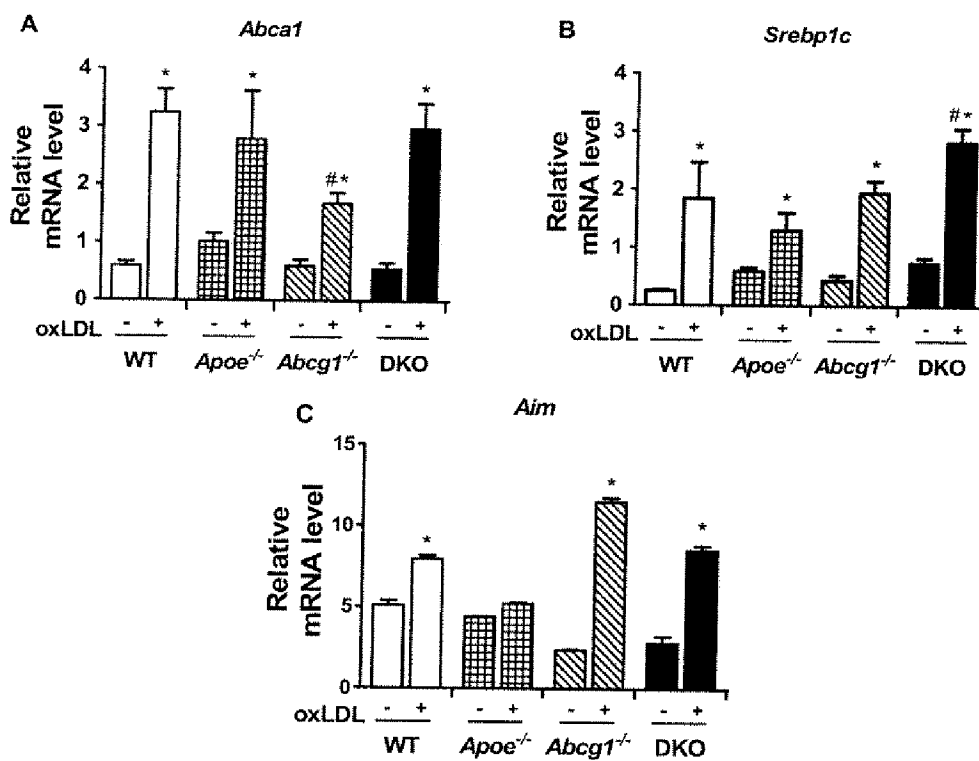 A
Abca1
Relative
mRNA level
4
3
2
1
0
*
*
#*
*
oxLDL - + - + - + - +
WT Apoe-/- Abcg1-/- DKO
B
Srebp1c
Relative
mRNA level
4
3
2
1
0
*
*
*
#*
- + - + - + - +
oxLDL
WT Apoe-/- Abcg1-/- DKO
C
Aim
Relative
mRNA level
15
10
5
0
*
*
*
oxLDL - + - + - + - +
WT Apoe-/- Abcg1-/- DKO